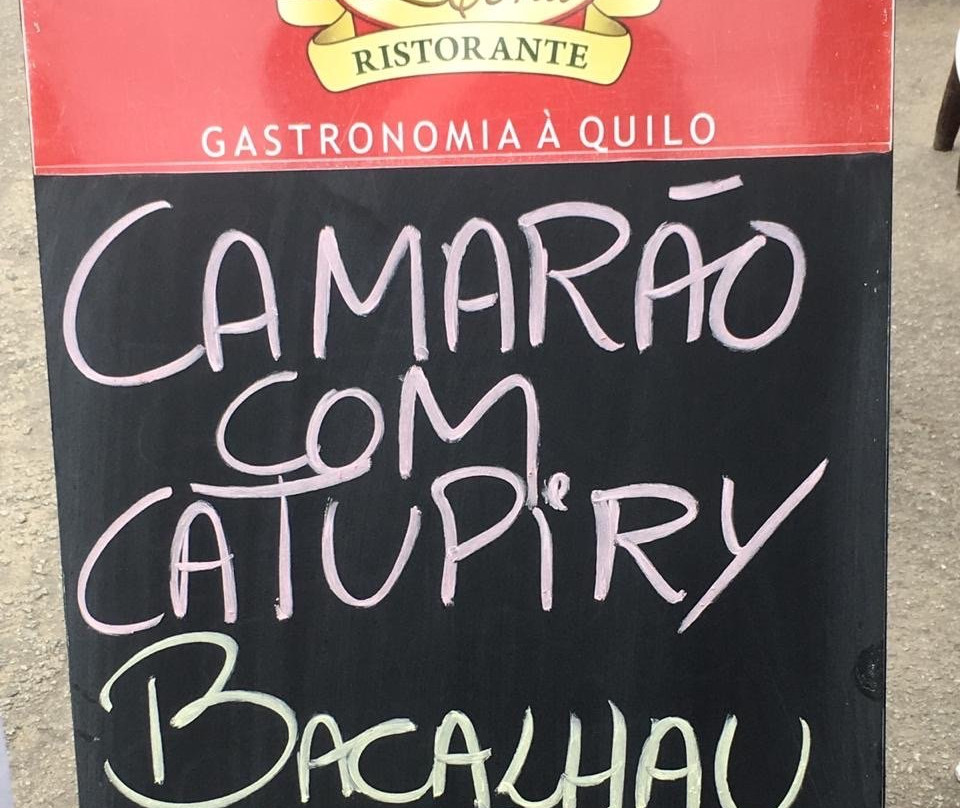 RISTORANTE
GASTRONOMIA À QUILO
CAMARÃO
COM
CATUPIRY
BACALHAU